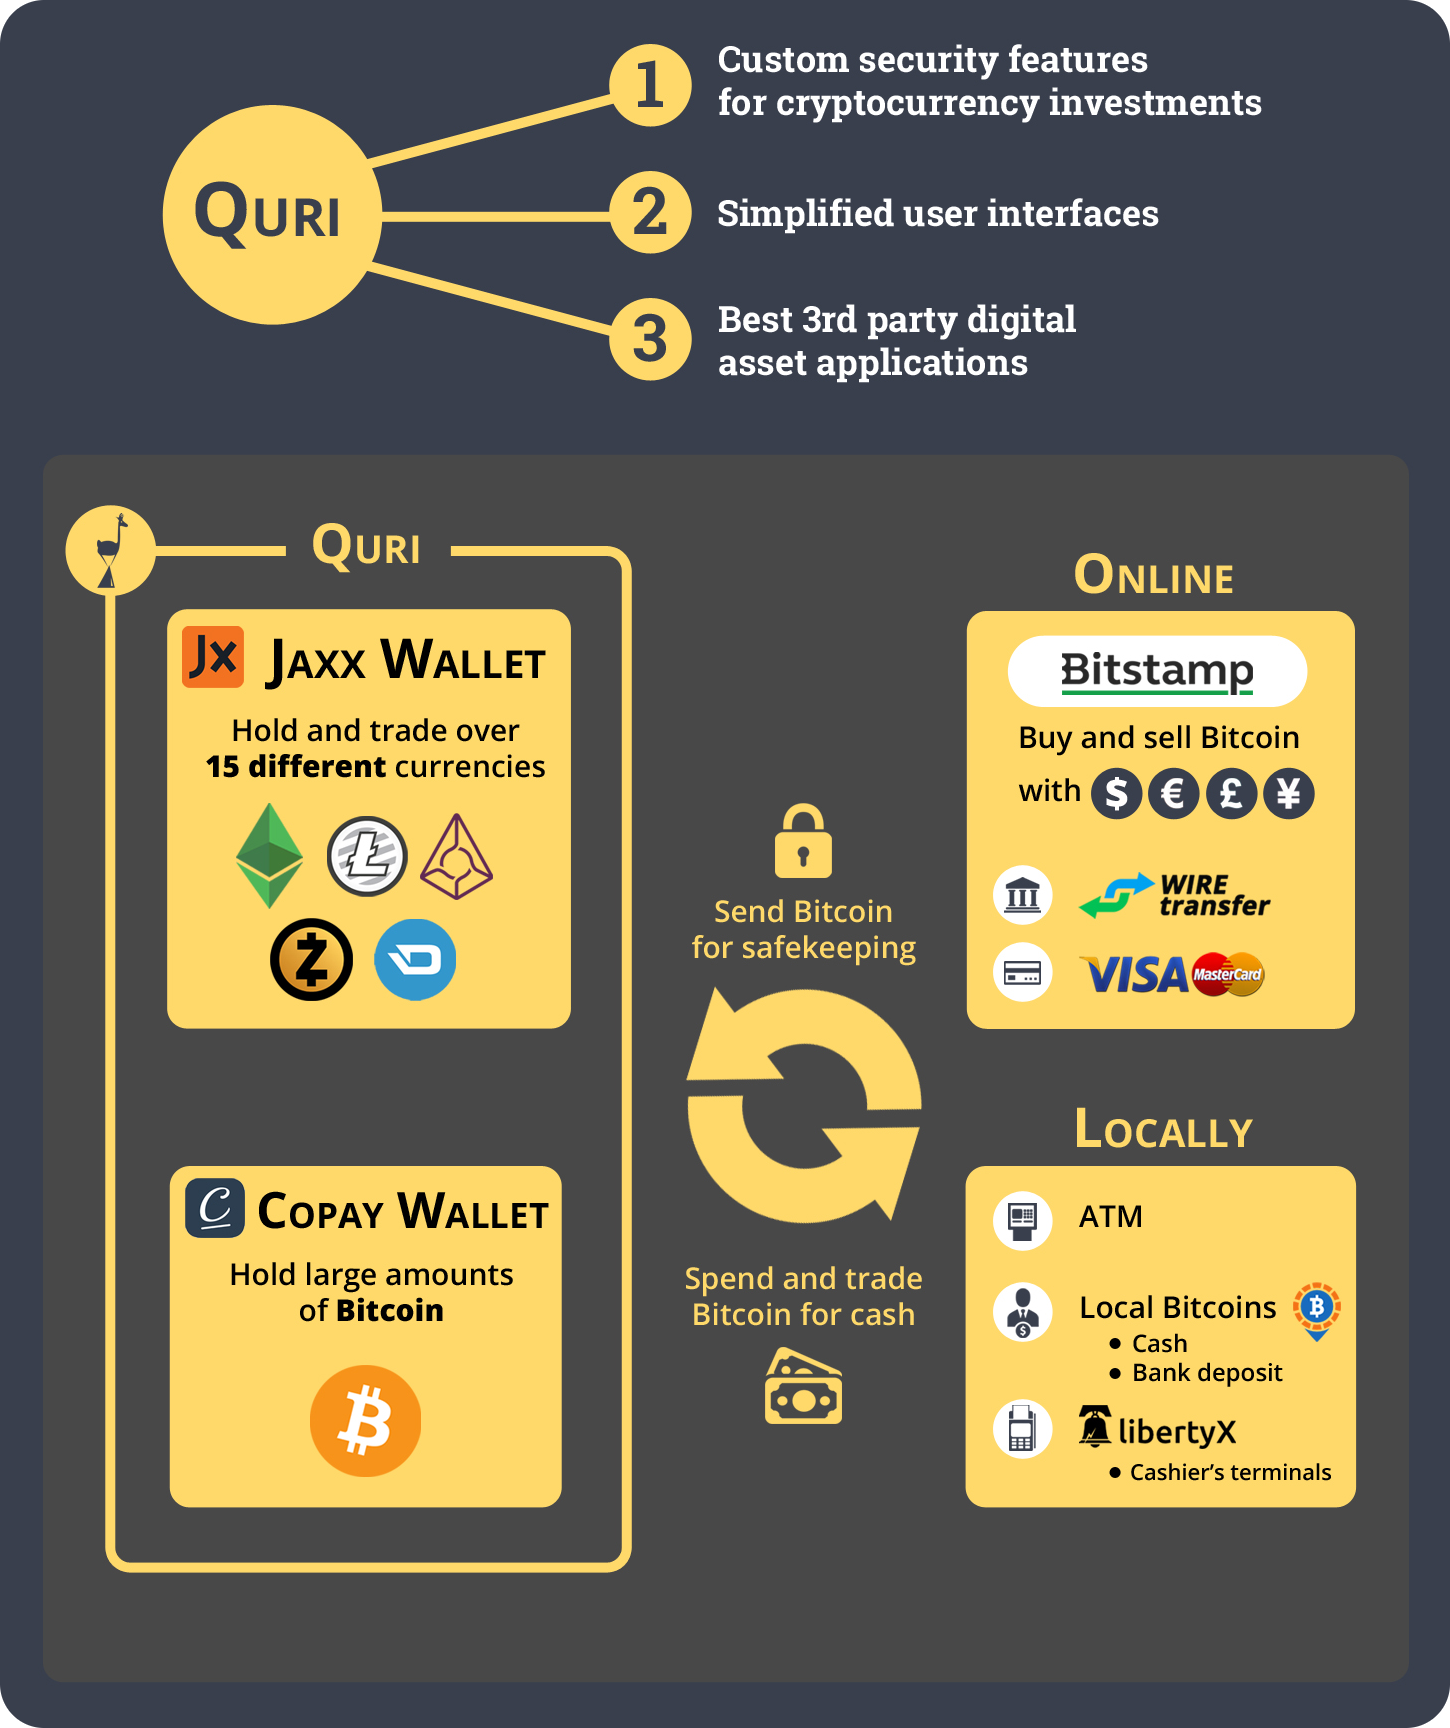 QURI
1
Custom security features
for cryptocurrency investments
2
Simplified user interfaces
3
Best 3rd party digital
asset applications
QURI
Jx
JAXX WALLET
Hold and trade over
15 different currencies
COPAY WALLET
C
Hold large amounts
of Bitcoin
Send Bitcoin
for safekeeping
Spend and trade
Bitcoin for cash
ONLINE
Bitstamp
Buy and sell Bitcoin
with $ € £ ¥
WIRE
transfer
VISA MasterCard
LOCALLY
ATM
Local Bitcoins
• Cash
• Bank deposit
libertyX
• Cashier’s terminals